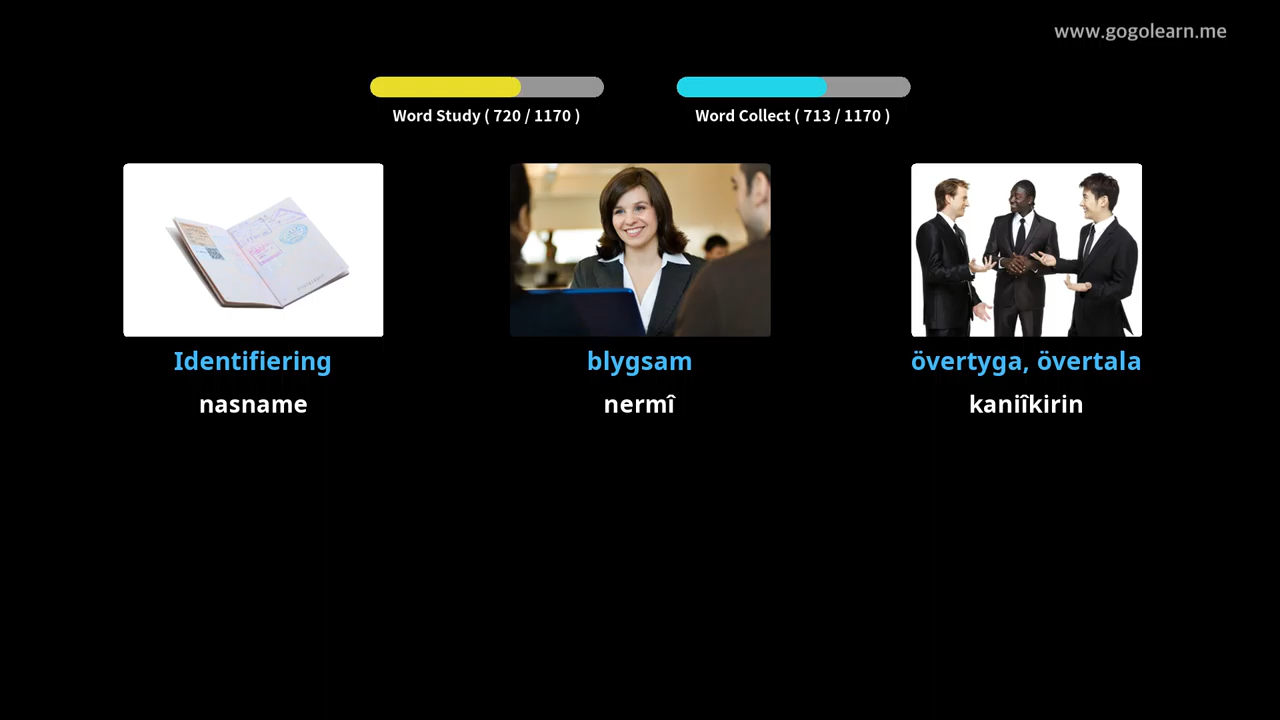 www.gogolearn.me
Word Study ( 720 / 1170 )
Word Collect ( 713 / 1170 )
Identifiering
blygsam
övertyga, övertala
nasname
nermî
kaniîkirin